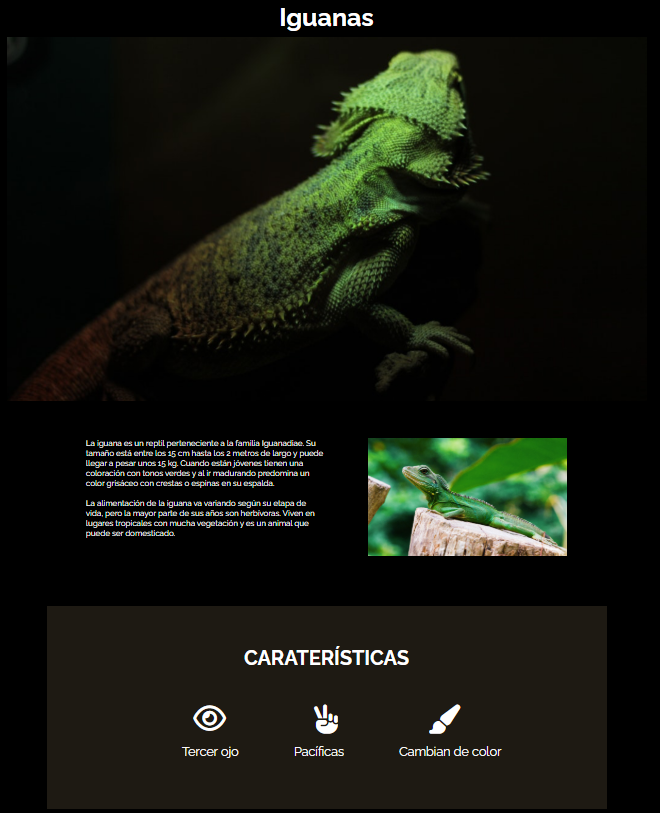 Iguanas
La iguana es un reptil perteneciente a la familia Iguanadiae. Su
tamaño está entre los 15 cm hasta los 2 metros de largo y puede
llegar a pesar unos 15 kg. Cuando están jóvenes tienen una
coloración con tonos verdes y al ir madurando predomina un
color grisáceo con crestas o espinas en su espalda.
La alimentación de la iguana va variando según su etapa de
vida, pero la mayor parte de sus años son herbívoras. Viven en
lugares tropicales con mucha vegetación y es un animal que
puede ser domesticado.
CARATERÍSTICAS
Tercer ojo
Pacíficas
Cambian de color